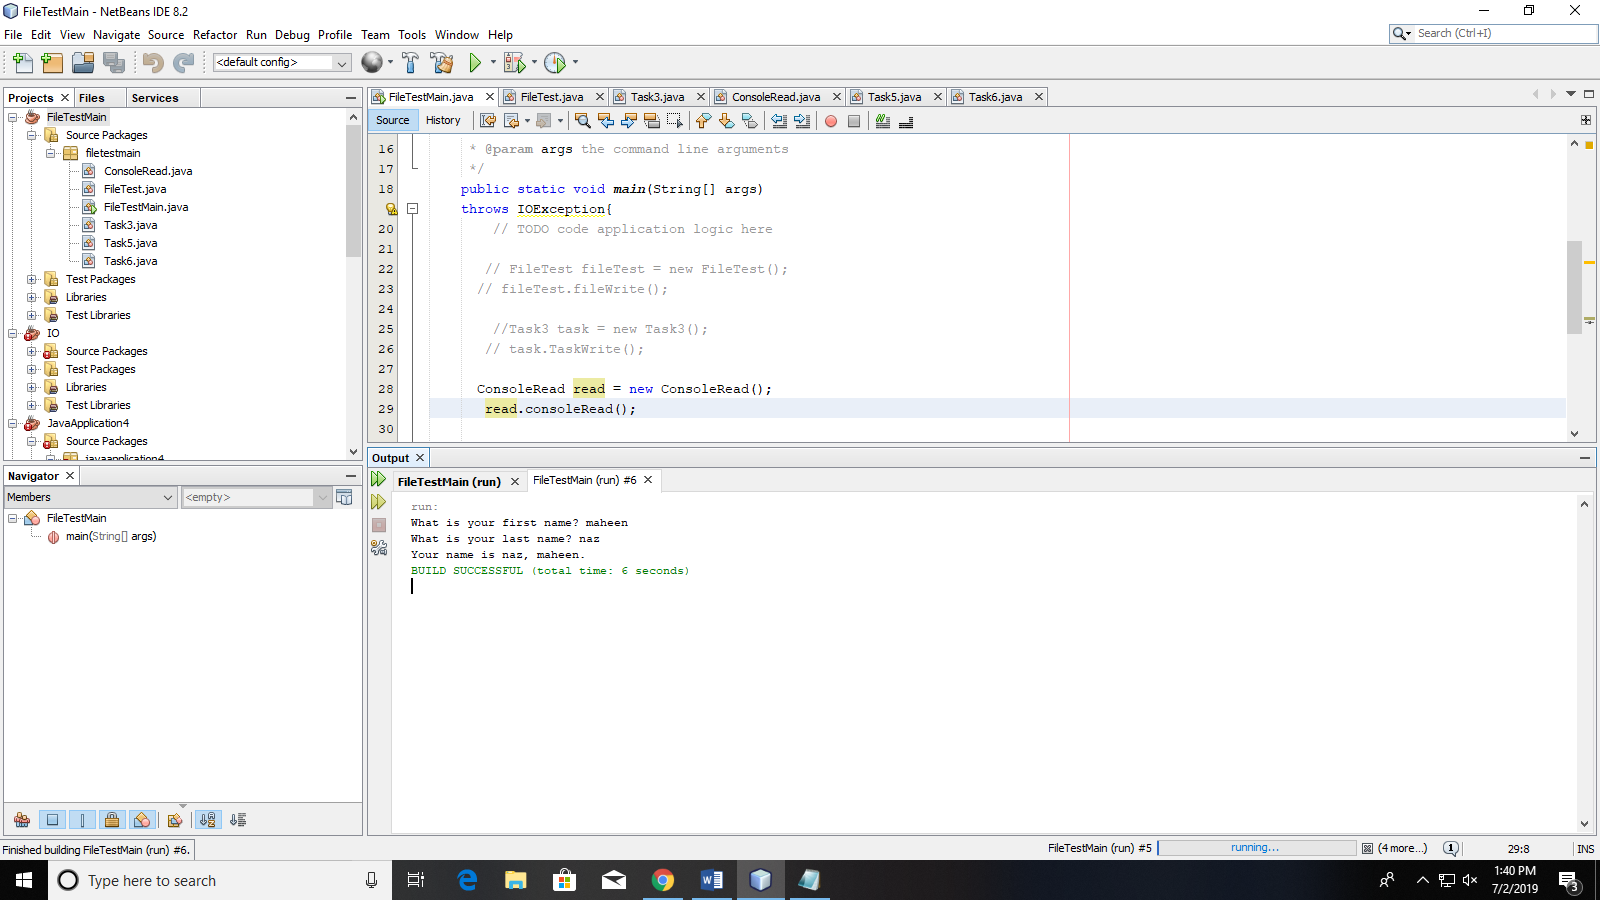 FileTestMain - NetBeans IDE 8.2
File Edit View Navigate Source Refactor Run Debug Profile Team Tools Window Help
Search (Ctrl+I)
<default config>
Projects Files Services
FileTestMain
Source Packages
filetestmain
ConsoleRead.java
FileTest.java
FileTestMain.java
Task3.java
Task5.java
Task6.java
Test Packages
Libraries
Test Libraries
IO
Source Packages
Test Packages
Libraries
Test Libraries
JavaApplication4
Source Packages
javaapplication4
Navigator
Members <empty>
FileTestMain
main(String[] args)
FileTestMain.java FileTest.java Task3.java ConsoleRead.java Task5.java Task6.java
Source History
16 * @param args the command line arguments
17 */
18 public static void main(String[] args)
throws IOException{
20 // TODO code application logic here
21
22 // FileTest fileTest = new FileTest();
23 // fileTest.fileWrite();
24
25 //Task3 task = new Task3();
26 // task.TaskWrite();
27
28 ConsoleRead read = new ConsoleRead();
29 read.consoleRead();
30
Output
FileTestMain (run) FileTestMain (run) #6
run:
What is your first name? maheen
What is your last name? naz
Your name is naz, maheen.
BUILD SUCCESSFUL (total time: 6 seconds)
Finished building FileTestMain (run) #6.
FileTestMain (run) #5 running... (4 more...) 1 29:8 INS
Type here to search
1:40 PM
7/2/2019
3